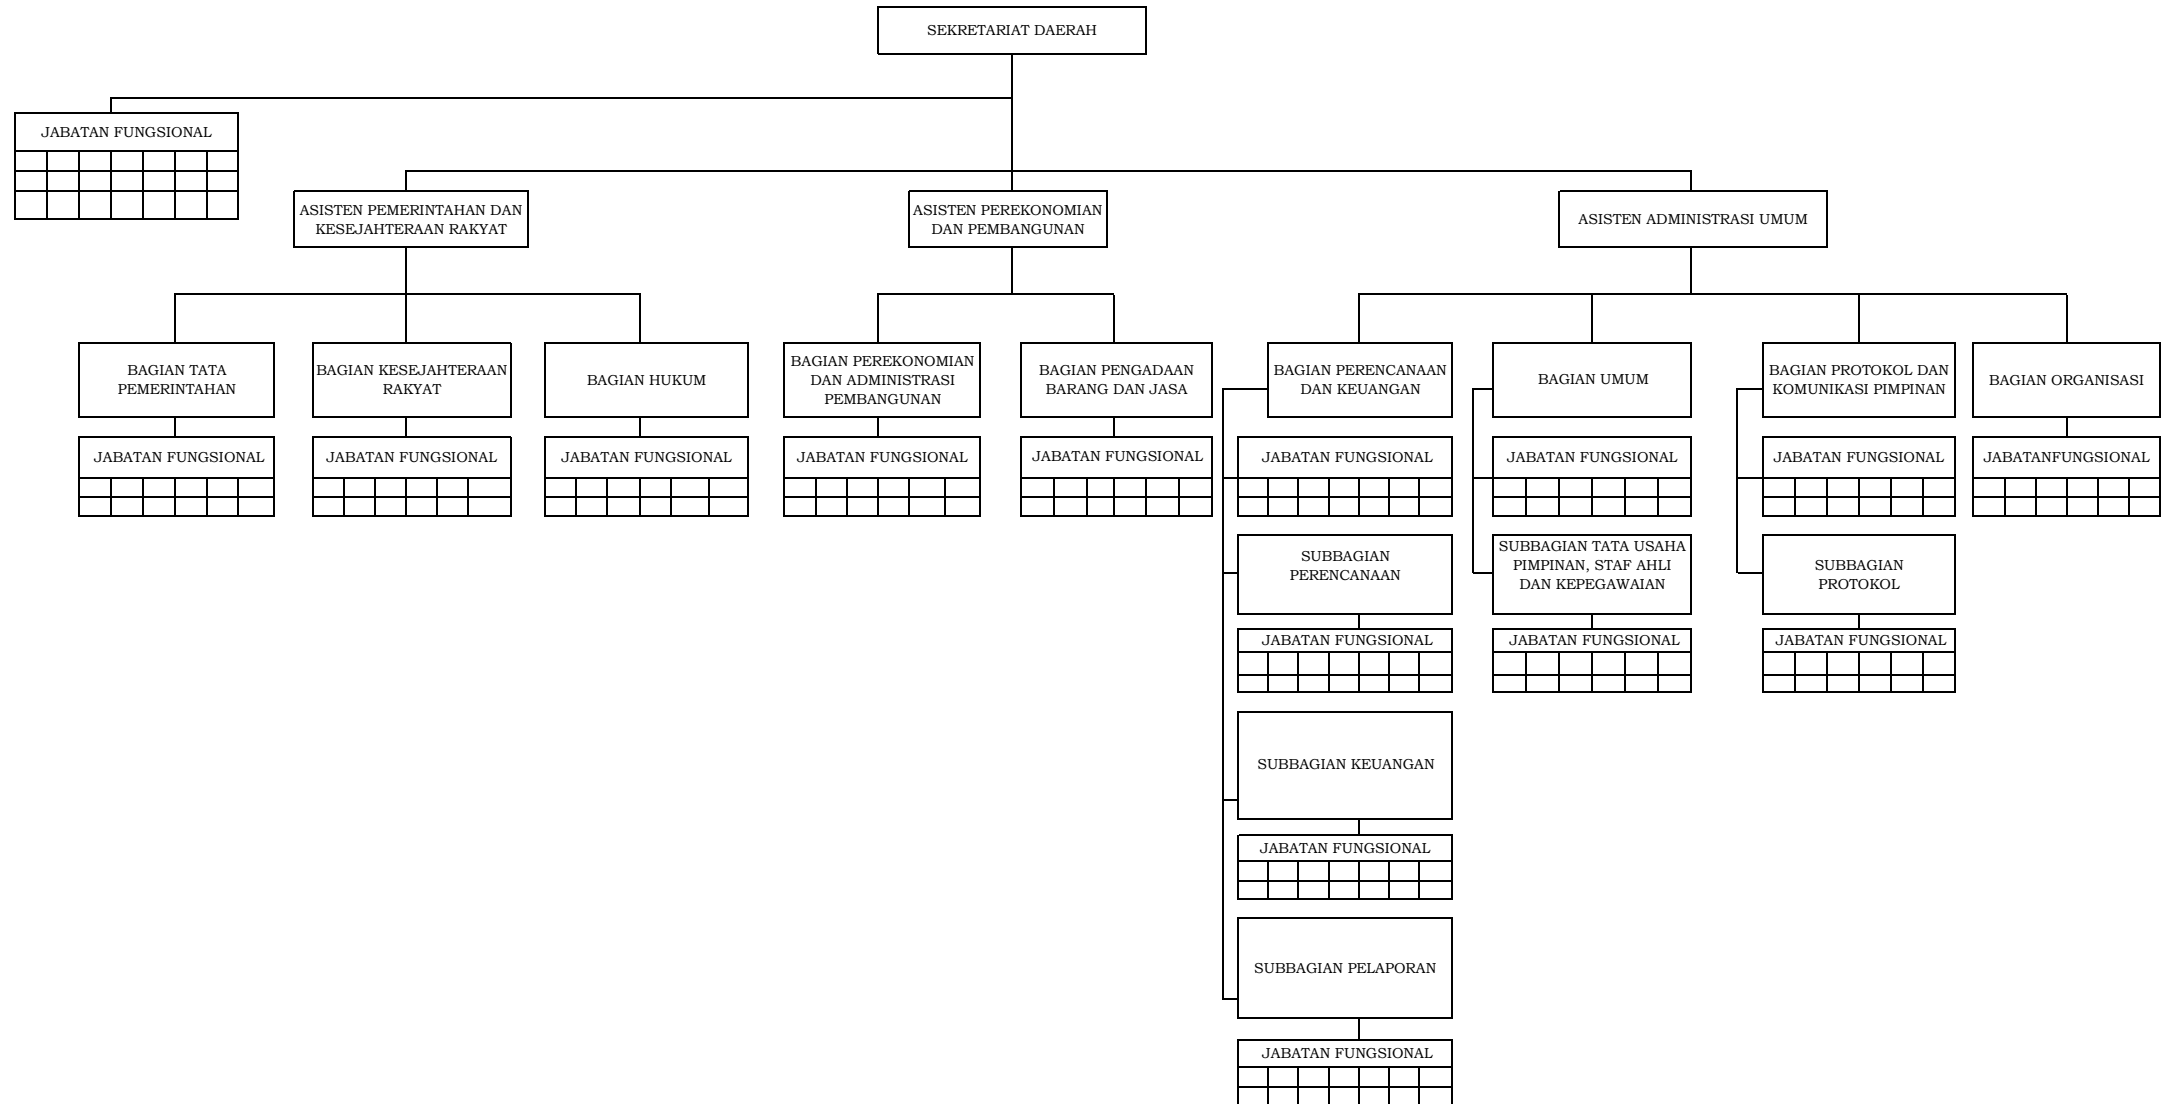 SEKRETARIAT DAERAH
JABATAN FUNGSIONAL
ASISTEN PEMERINTAHAN DAN
KESEJAHTERAAN RAKYAT
ASISTEN PEREKONOMIAN
DAN PEMBANGUNAN
ASISTEN ADMINISTRASI UMUM
BAGIAN TATA
PEMERINTAHAN
BAGIAN KESEJAHTERAAN
RAKYAT
BAGIAN HUKUM
BAGIAN PEREKONOMIAN
DAN ADMINISTRASI
PEMBANGUNAN
BAGIAN PENGADAAN
BARANG DAN JASA
BAGIAN PERENCANAAN
DAN KEUANGAN
BAGIAN UMUM
BAGIAN PROTOKOL DAN
KOMUNIKASI PIMPINAN
BAGIAN ORGANISASI
JABATAN FUNGSIONAL
JABATAN FUNGSIONAL
JABATAN FUNGSIONAL
JABATAN FUNGSIONAL
JABATAN FUNGSIONAL
JABATAN FUNGSIONAL
JABATAN FUNGSIONAL
JABATAN FUNGSIONAL
JABATANFUNGSIONAL
SUBBAGIAN
PERENCANAAN
SUBBAGIAN TATA USAHA
PIMPINAN, STAF AHLI
DAN KEPEGAWAIAN
SUBBAGIAN
PROTOKOL
JABATAN FUNGSIONAL
JABATAN FUNGSIONAL
JABATAN FUNGSIONAL
SUBBAGIAN KEUANGAN
JABATAN FUNGSIONAL
SUBBAGIAN PELAPORAN
JABATAN FUNGSIONAL